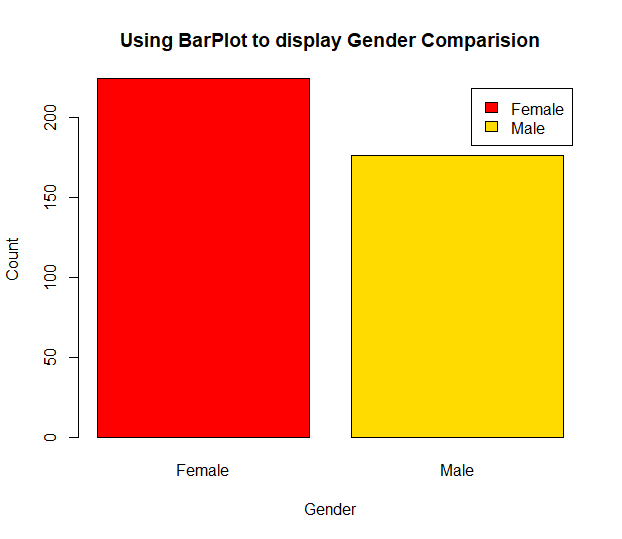 Using BarPlot to display Gender Comparision
Female
Male
200
150
100
50
0
Count
Female Male
Gender